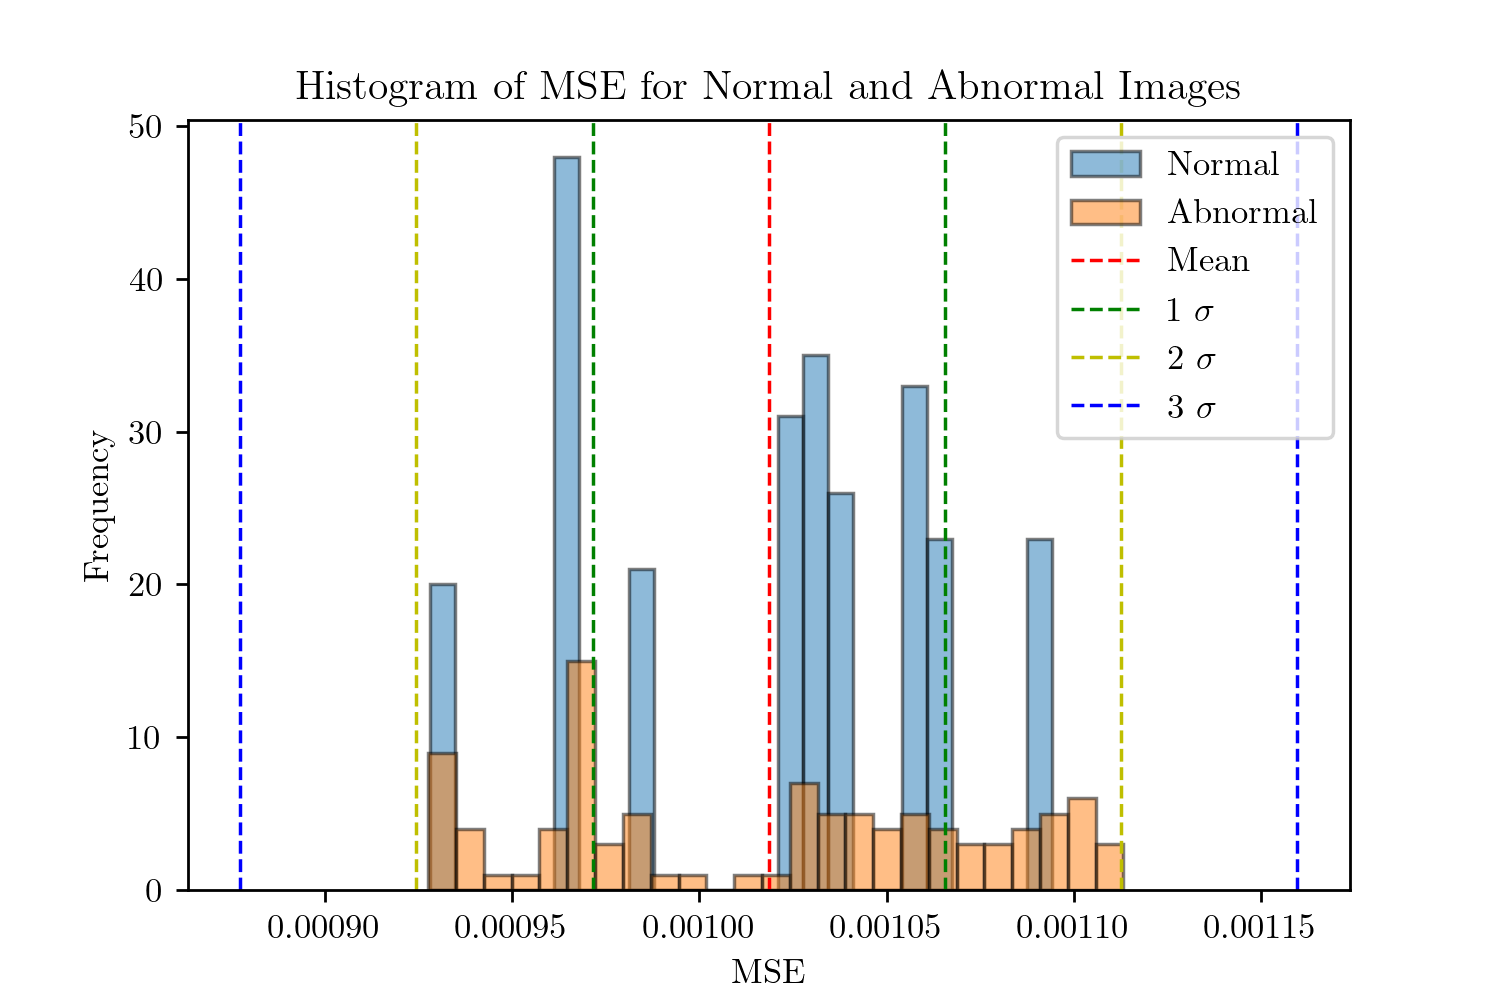 Histogram of MSE for Normal and Abnormal Images
50
40
30
20
10
0
Frequency
Normal
Abnormal
Mean
1 σ
2 σ
3 σ
0.00090 0.00095 0.00100 0.00105 0.00110 0.00115
MSE